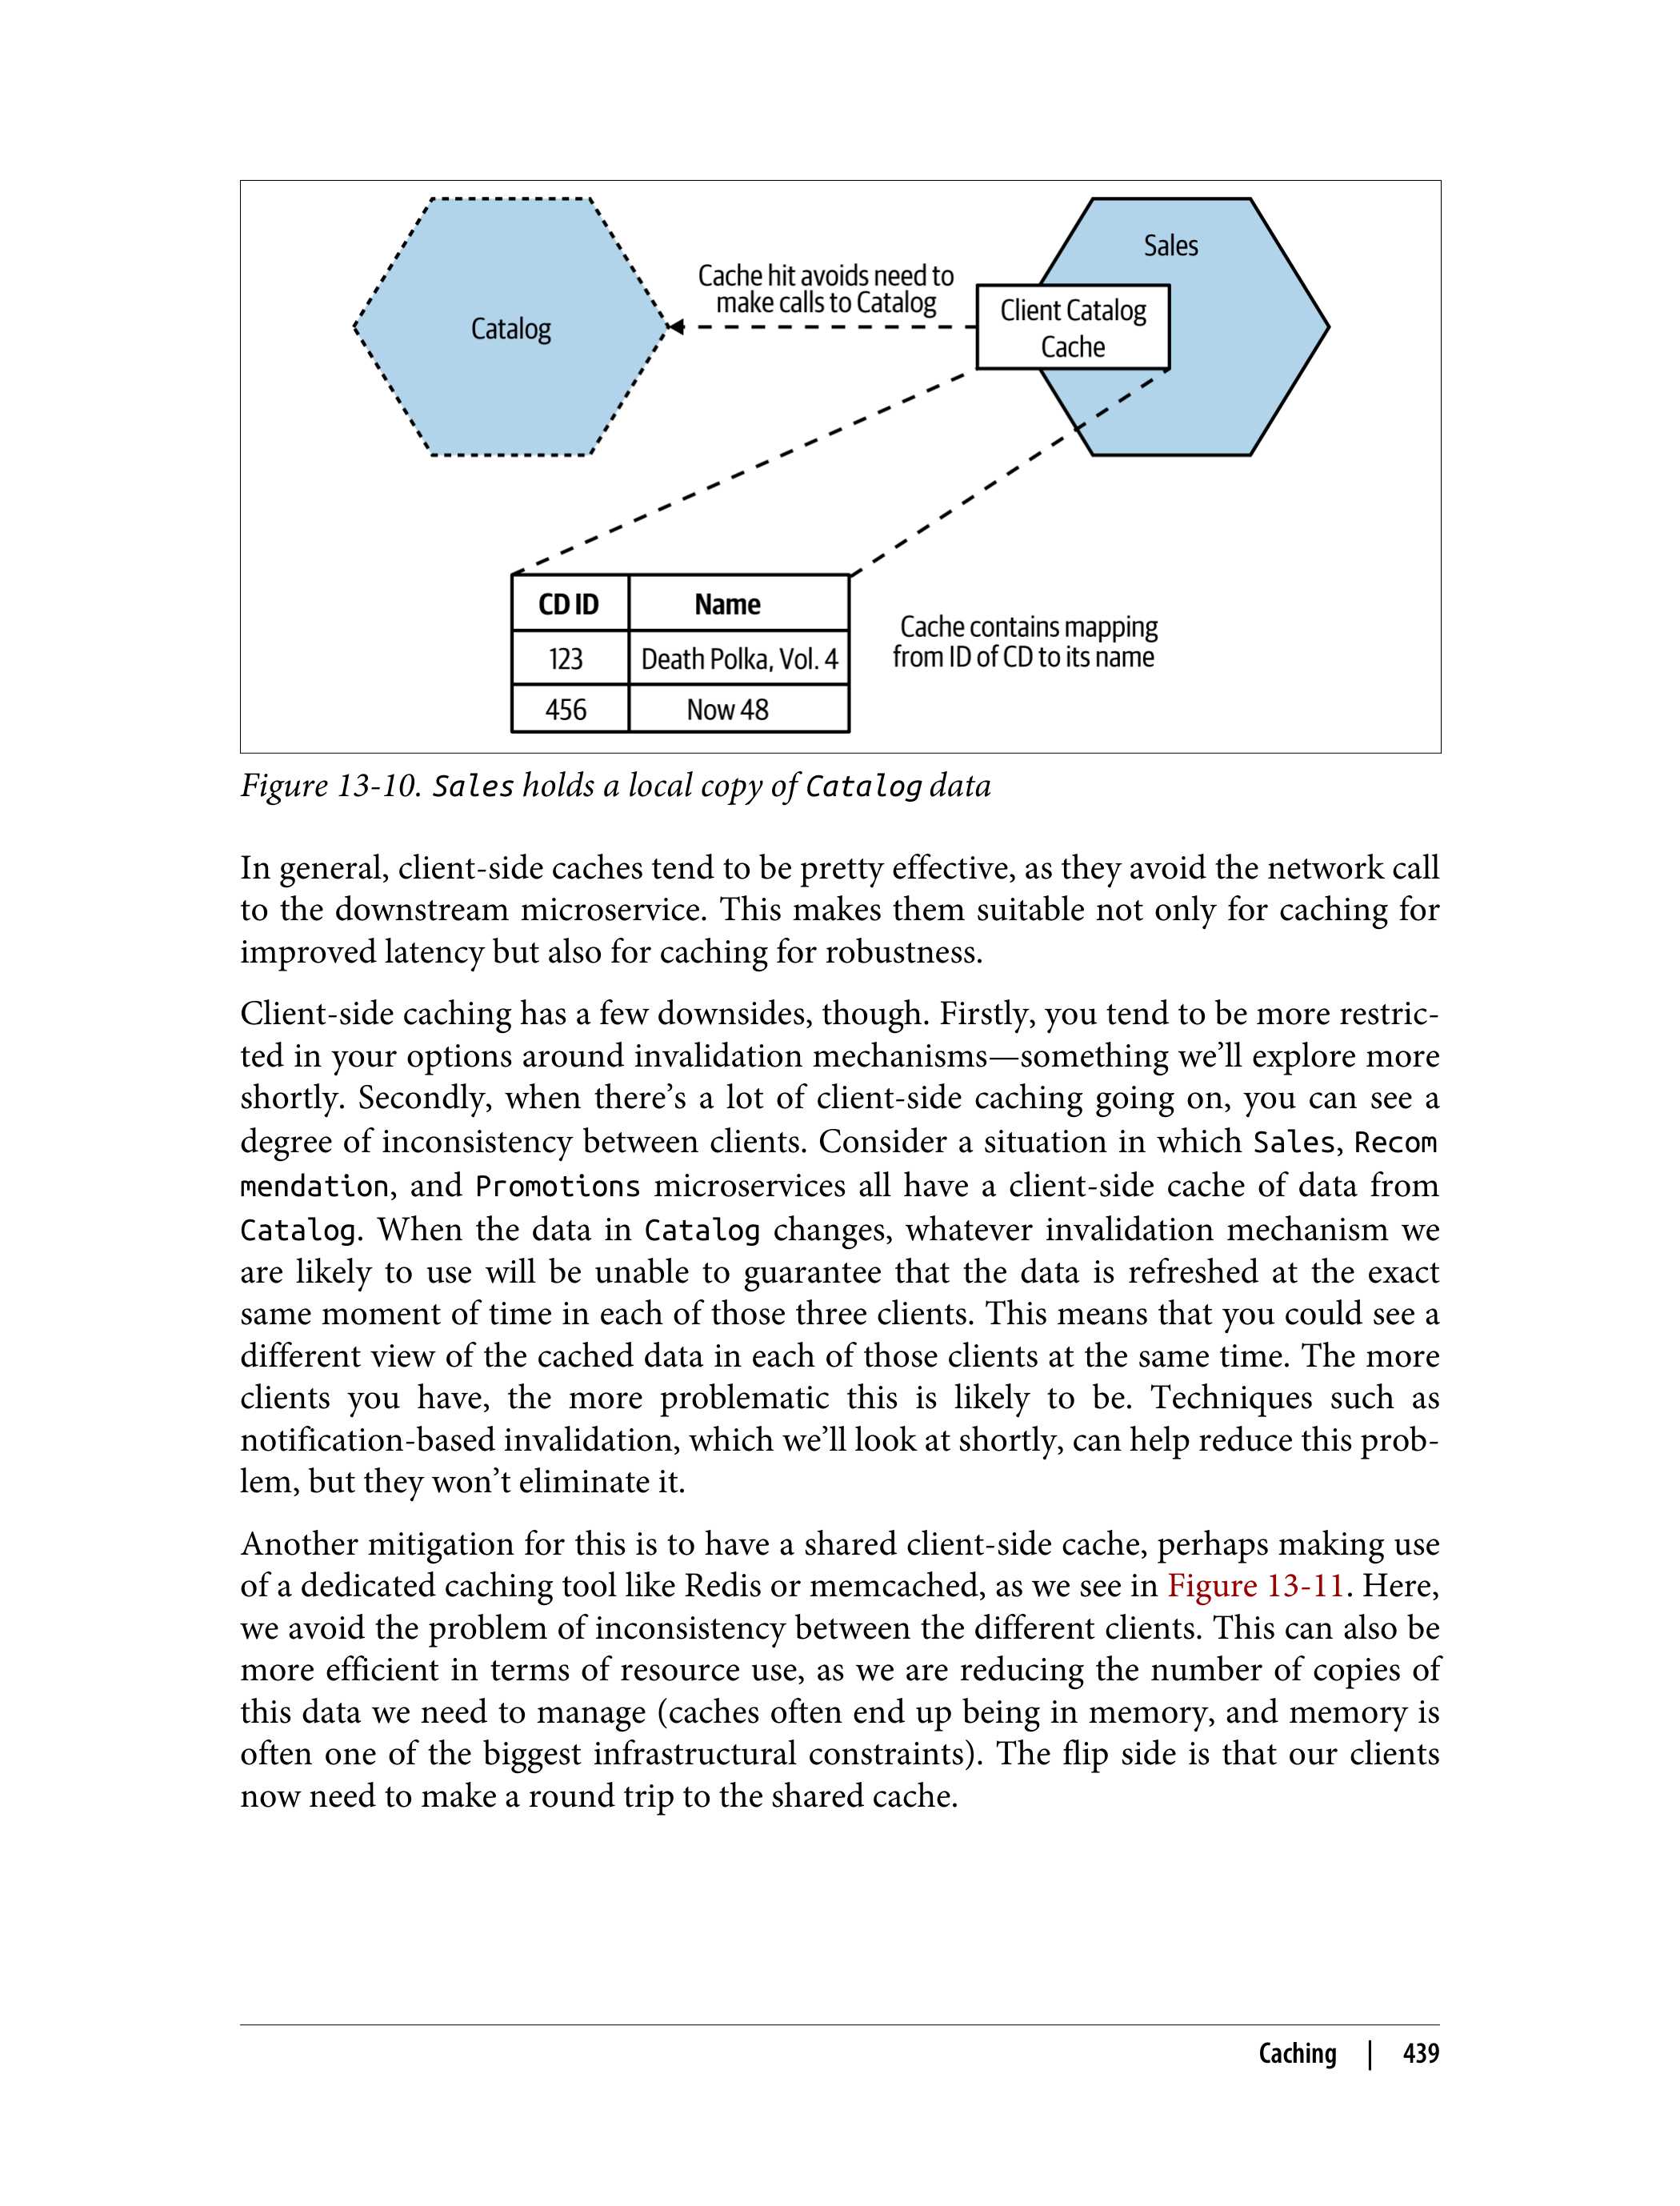 Sales
Cache hit avoids need to
make calls to Catalog
Client Catalog
Cache
Catalog
CD ID Name
123 Death Polka, Vol. 4
456 Now 48
Cache contains mapping
from ID of CD to its name
Figure 13-10. Sales holds a local copy of Catalog data
In general, client-side caches tend to be pretty effective, as they avoid the network call
to the downstream microservice. This makes them suitable not only for caching for
improved latency but also for caching for robustness.
Client-side caching has a few downsides, though. Firstly, you tend to be more restric-
ted in your options around invalidation mechanisms—something we’ll explore more
shortly. Secondly, when there’s a lot of client-side caching going on, you can see a
degree of inconsistency between clients. Consider a situation in which Sales, Recom
mendation, and Promotions microservices all have a client-side cache of data from
Catalog. When the data in Catalog changes, whatever invalidation mechanism we
are likely to use will be unable to guarantee that the data is refreshed at the exact
same moment of time in each of those three clients. This means that you could see a
different view of the cached data in each of those clients at the same time. The more
clients you have, the more problematic this is likely to be. Techniques such as
notification-based invalidation, which we’ll look at shortly, can help reduce this prob-
lem, but they won’t eliminate it.
Another mitigation for this is to have a shared client-side cache, perhaps making use
of a dedicated caching tool like Redis or memcached, as we see in Figure 13-11. Here,
we avoid the problem of inconsistency between the different clients. This can also be
more efficient in terms of resource use, as we are reducing the number of copies of
this data we need to manage (caches often end up being in memory, and memory is
often one of the biggest infrastructural constraints). The flip side is that our clients
now need to make a round trip to the shared cache.
Caching | 439